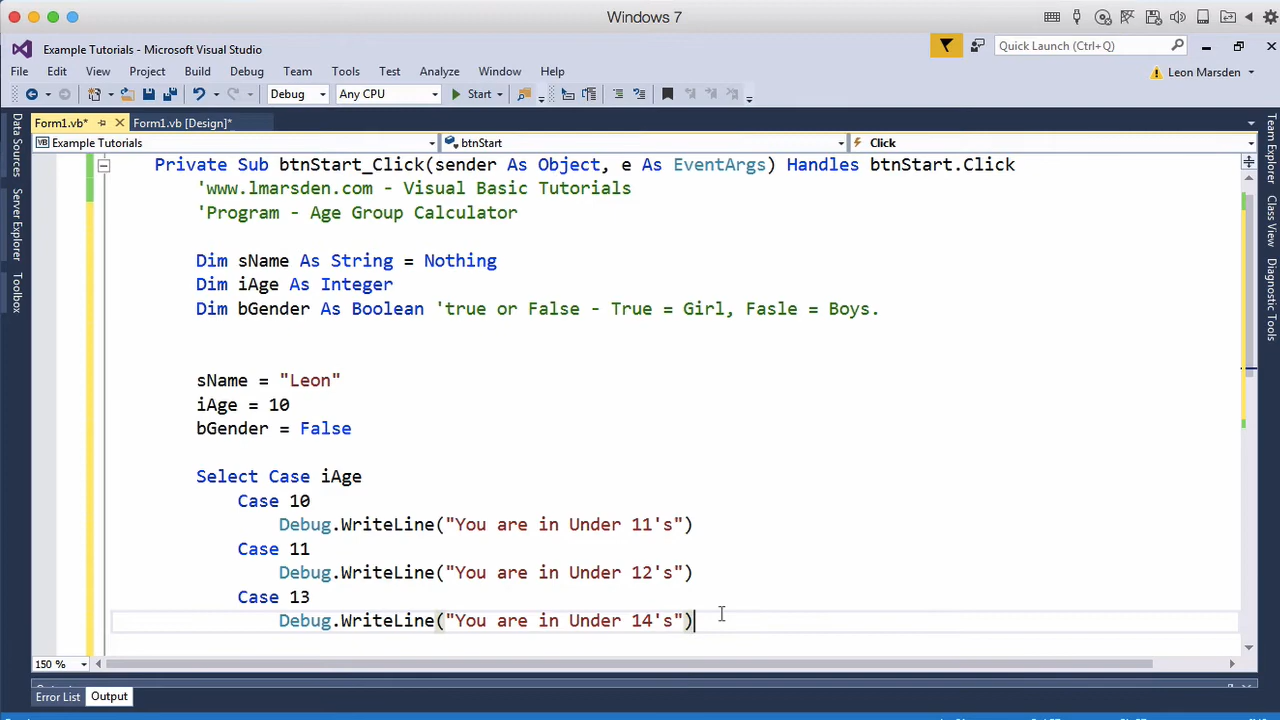 Windows 7
Example Tutorials - Microsoft Visual Studio
Quick Launch (Ctrl+Q)
File Edit View Project Build Debug Team Tools Test Analyze Window Help
Leon Marsden
Debug Any CPU Start
Form1.vb* Form1.vb [Design]*
VB Example Tutorials btnStart Click
Data Sources
Server Explorer
Toolbox
Private Sub btnStart_Click(sender As Object, e As EventArgs) Handles btnStart.Click
'www.lmarsden.com - Visual Basic Tutorials
'Program - Age Group Calculator
Dim sName As String = Nothing
Dim iAge As Integer
Dim bGender As Boolean 'true or False - True = Girl, Fasle = Boys.
sName = "Leon"
iAge = 10
bGender = False
Select Case iAge
Case 10
Debug.WriteLine("You are in Under 11's")
Case 11
Debug.WriteLine("You are in Under 12's")
Case 13
Debug.WriteLine("You are in Under 14's")
Team Explorer
Class View
Diagnostic Tools
150 %
Error List Output